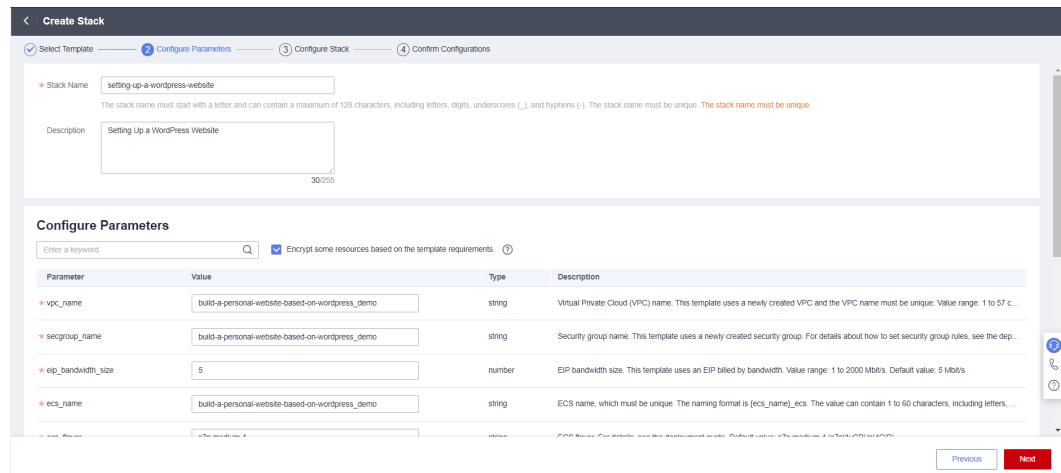 Create Stack
Select Template 2 Configure Parameters 3 Configure Stack 4 Confirm Configurations
* Stack Name setting-up-a-wordpress-website
The stack name must start with a letter and can contain a maximum of 128 characters, including letters, digits, underscores (_), and hyphens (-). The stack name must be unique. The stack name must be unique.
Description Setting Up a WordPress Website
30/255
Configure Parameters
Enter a keyword. Encrypt some resources based on the template requirements. ?
Parameter Value Type Description
* vpc_name build-a-personal-website-based-on-wordpress_demo string Virtual Private Cloud (VPC) name. This template uses a newly created VPC and the VPC name must be unique. Value range: 1 to 57 c...
* secgroup_name build-a-personal-website-based-on-wordpress_demo string Security group name. This template uses a newly created security group. For details about how to set security group rules, see the dep...
* eip_bandwidth_size 5 number EIP bandwidth size. This template uses an EIP billed by bandwidth. Value range: 1 to 2000 Mbit/s. Default value: 5 Mbit/s
* ecs_name build-a-personal-website-based-on-wordpress_demo string ECS name, which must be unique. The naming format is {ecs_name}_ecs. The value can contain 1 to 60 characters, including letters, ...
Previous Next